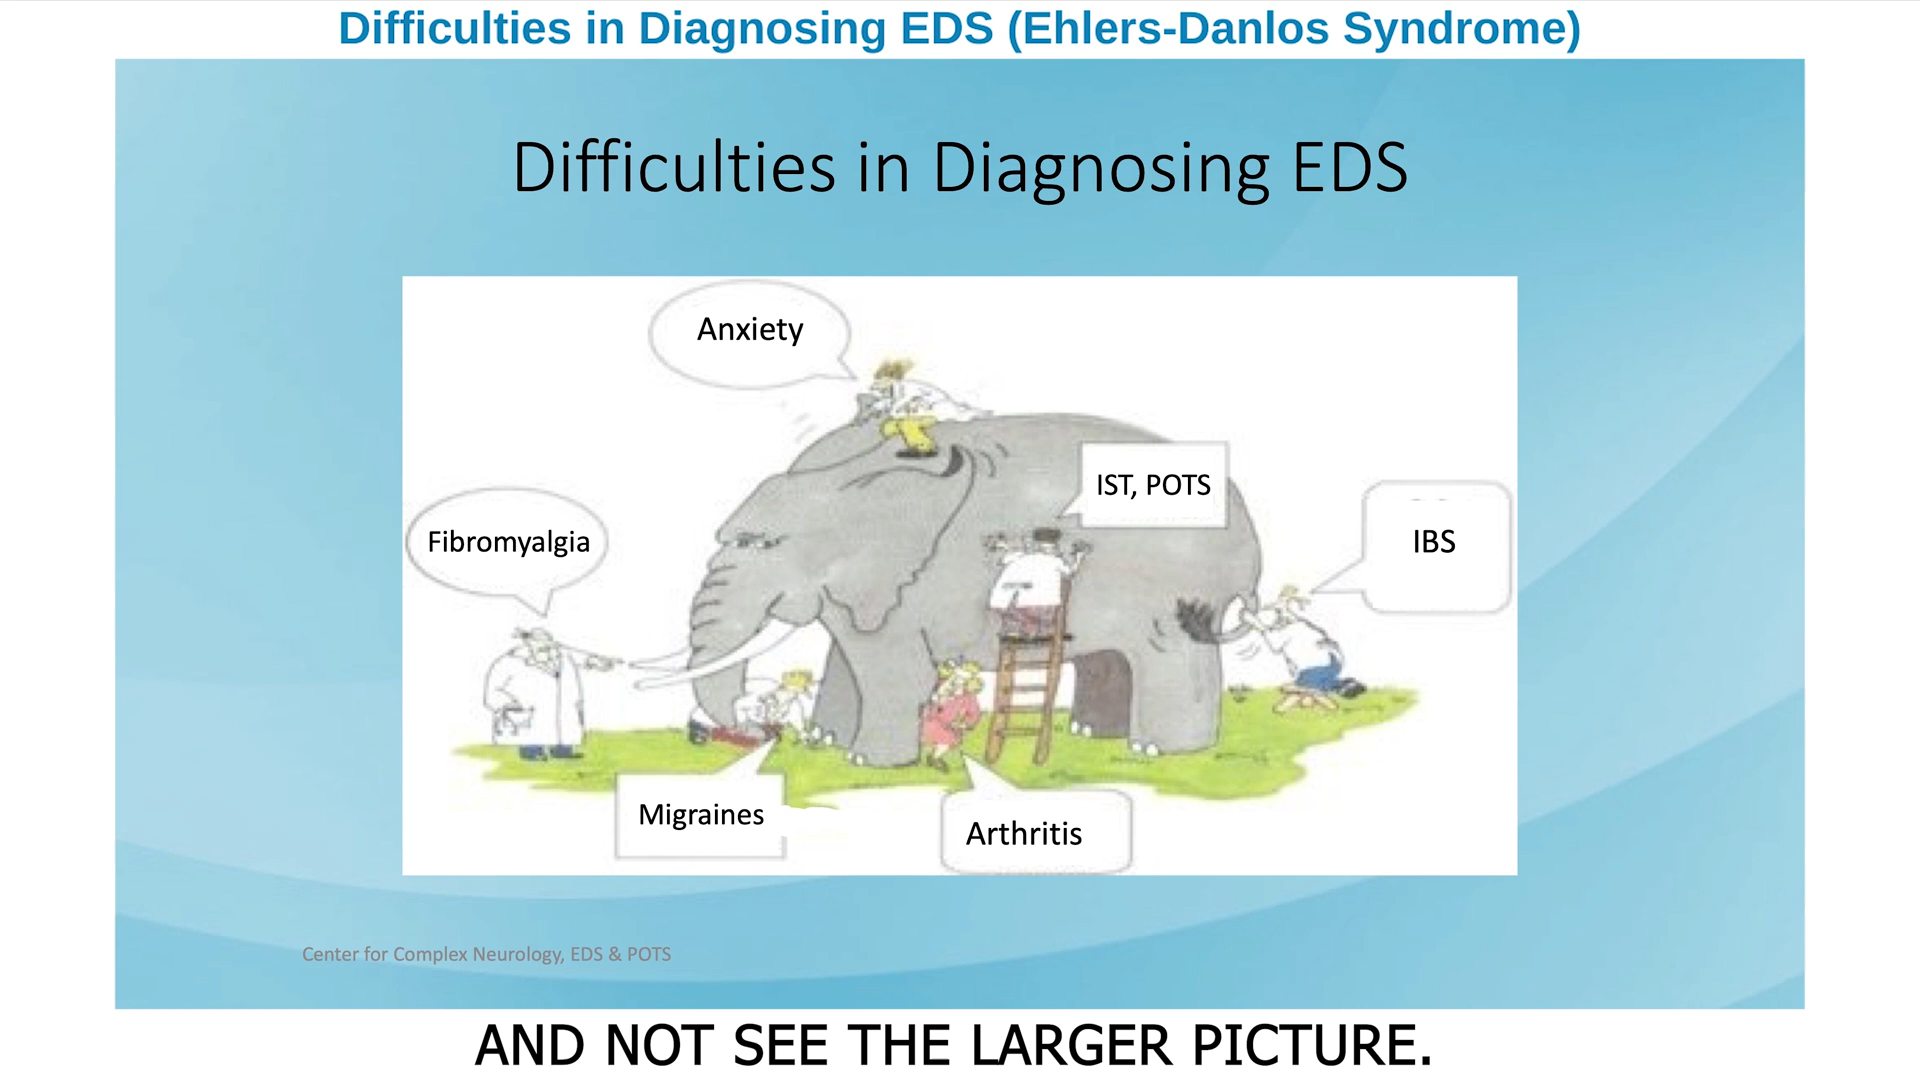 Difficulties in Diagnosing EDS (Ehlers-Danlos Syndrome)
Difficulties in Diagnosing EDS
Anxiety
IST, POTS
Fibromyalgia
IBS
Migraines
Arthritis
Center for Complex Neurology, EDS & POTS
AND NOT SEE THE LARGER PICTURE.